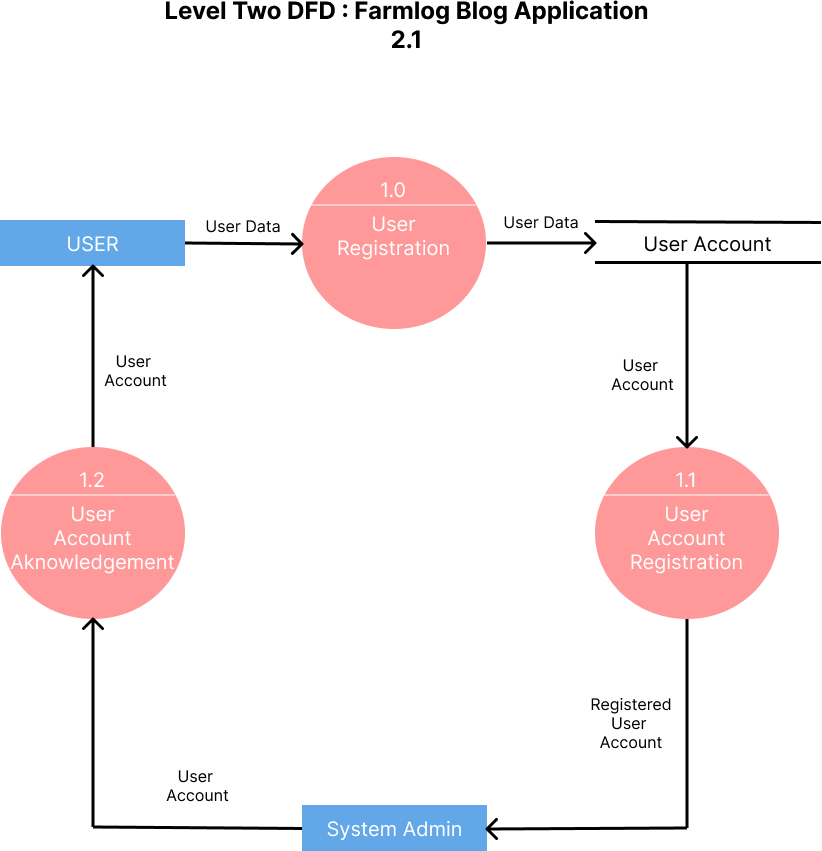 Level Two DFD : Farmlog Blog Application
2.1
1.0
User
Registration
USER
User Data
User Data
User Account
User
Account
User
Account
1.2
User
Account
Aknowledgement
1.1
User
Account
Registration
Registered
User
Account
User
Account
System Admin